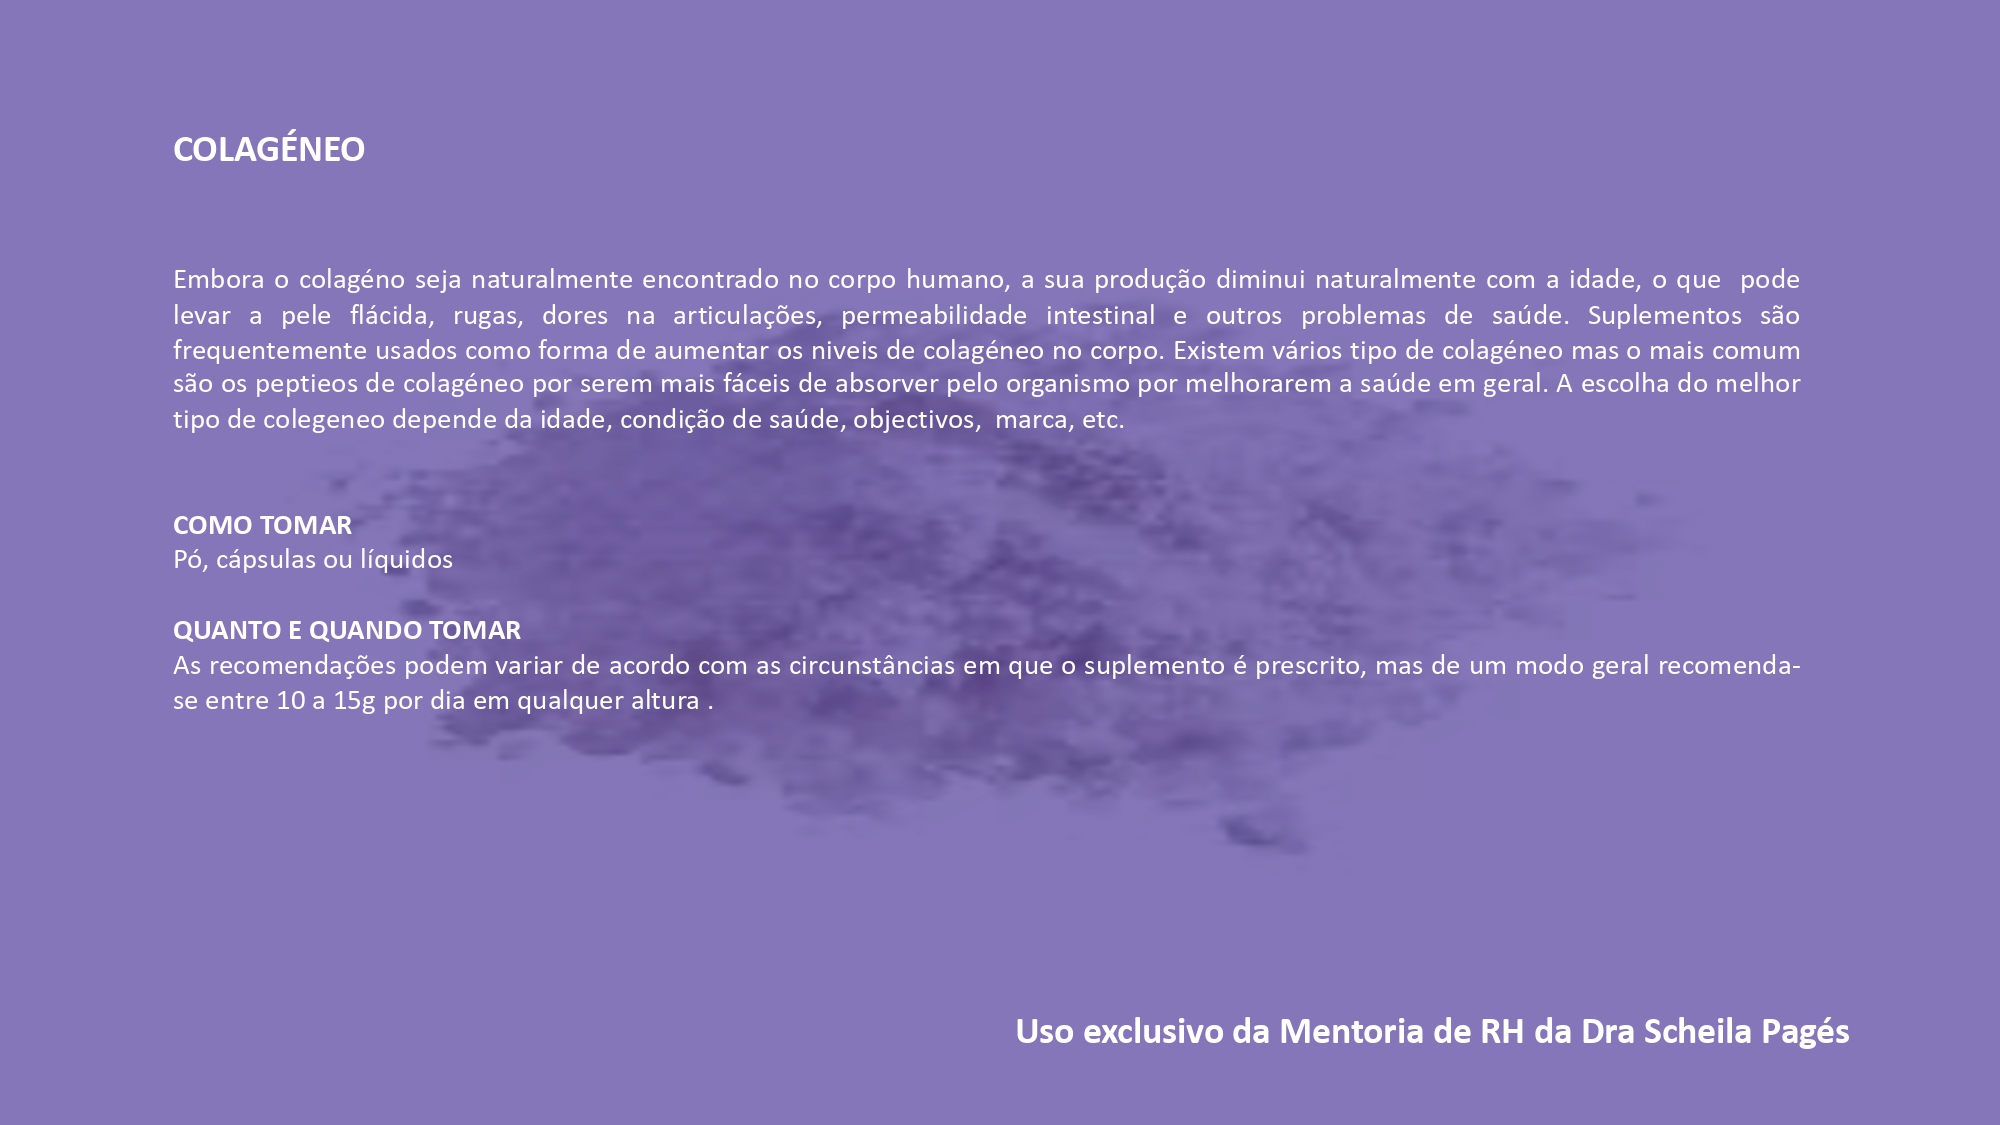 COLAGÉNEO
Embora o colagéno seja naturalmente encontrado no corpo humano, a sua produção diminui naturalmente com a idade, o que  pode
levar a pele flácida, rugas, dores na articulações, permeabilidade intestinal e outros problemas de saúde. Suplementos são
frequentemente usados como forma de aumentar os niveis de colagéneo no corpo. Existem vários tipo de colagéneo mas o mais comum
são os peptieos de colagéneo por serem mais fáceis de absorver pelo organismo por melhorarem a saúde em geral. A escolha do melhor
tipo de colegeneo depende da idade, condição de saúde, objectivos,  marca, etc.
COMO TOMAR
Pó, cápsulas ou líquidos
QUANTO E QUANDO TOMAR
As recomendações podem variar de acordo com as circunstâncias em que o suplemento é prescrito, mas de um modo geral recomenda-
se entre 10 a 15g por dia em qualquer altura .
Uso exclusivo da Mentoria de RH da Dra Scheila Pagés